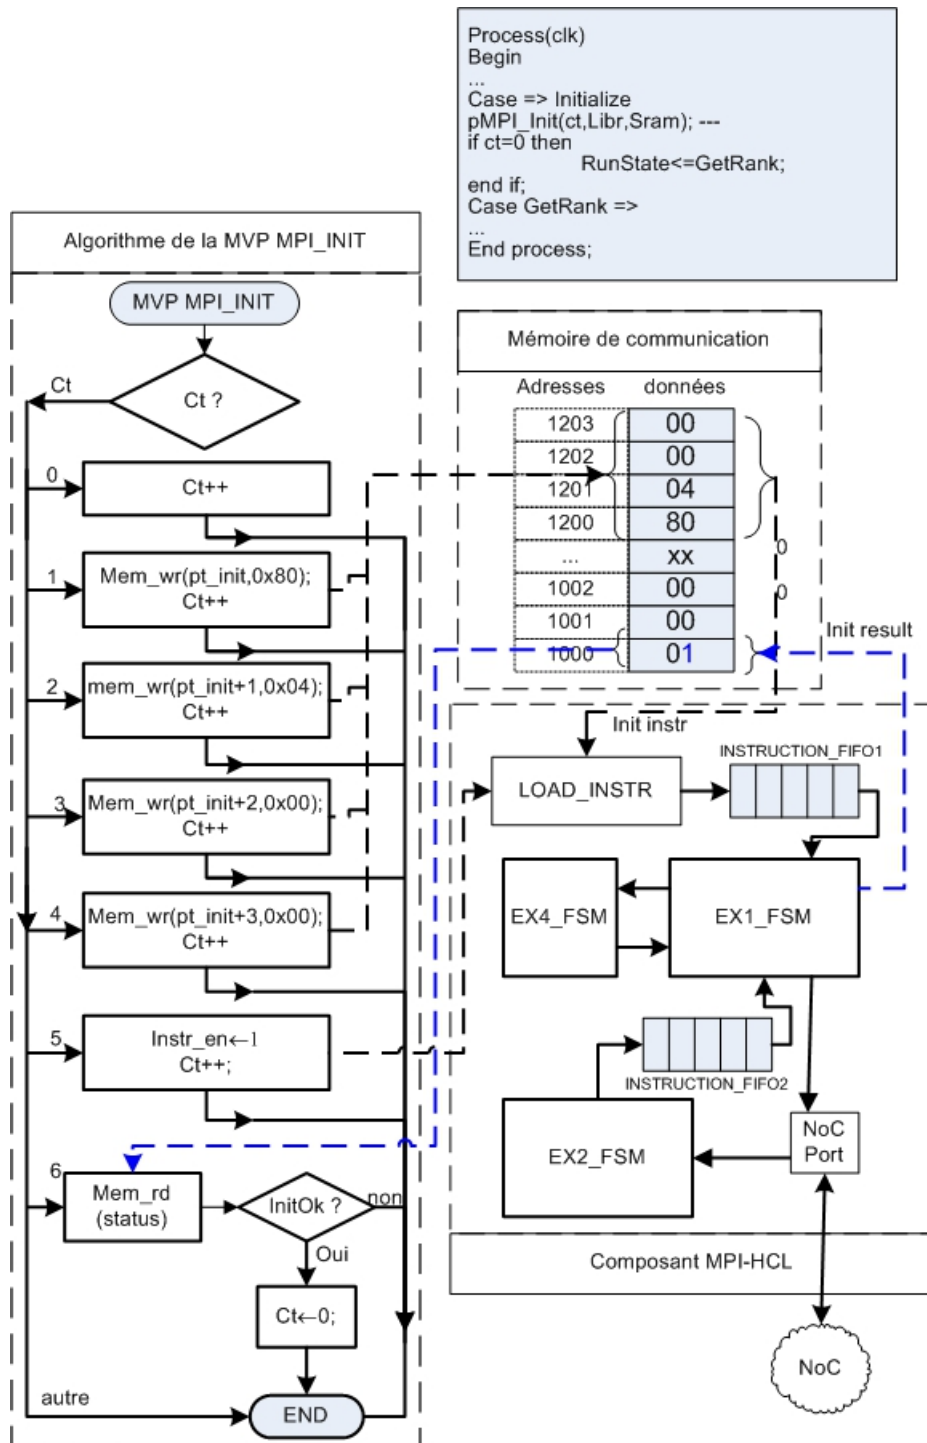 Process(clk)
Begin
...
Case => Initialize
pMPI_Init(ct,Libr,Sram); ---
if ct=0 then
RunState<=GetRank;
end if;
Case GetRank =>
...
End process;
Algorithme de la MVP MPI_INIT
MVP MPI_INIT
Ct
Ct ?
0
Ct++
1
Mem_wr(pt_init,0x80);
Ct++
2
mem_wr(pt_init+1,0x04);
Ct++
3
Mem_wr(pt_init+2,0x00);
Ct++
4
Mem_wr(pt_init+3,0x00);
Ct++
5
Instr_en←1
Ct++;
6
Mem_rd
(status)
InitOk ?
non
Oui
Ct←0;
autre
END
Mémoire de communication
Adresses données
1203 00
1202 00
1201 04
1200 80
... xx
1002 00
1001 00
1000 01
0
0
Init result
Init instr
LOAD_INSTR
INSTRUCTION_FIFO1
EX4_FSM
EX1_FSM
INSTRUCTION_FIFO2
EX2_FSM
NoC
Port
Composant MPI-HCL
NoC